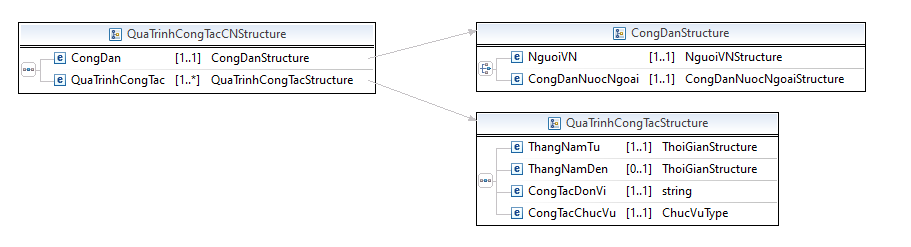 QuaTrinhCongTacCNStructure
CongDan [1..1] CongDanStructure
QuaTrinhCongTac [1..*] QuaTrinhCongTacStructure
CongDanStructure
NguoiVN [1..1] NguoiVNStructure
CongDanNuocNgoai [1..1] CongDanNuocNgoaiStructure
QuaTrinhCongTacStructure
ThangNamTu [1..1] ThoiGianStructure
ThangNamDen [0..1] ThoiGianStructure
CongTacDonVi [1..1] string
CongTacChucVu [1..1] ChucVuType